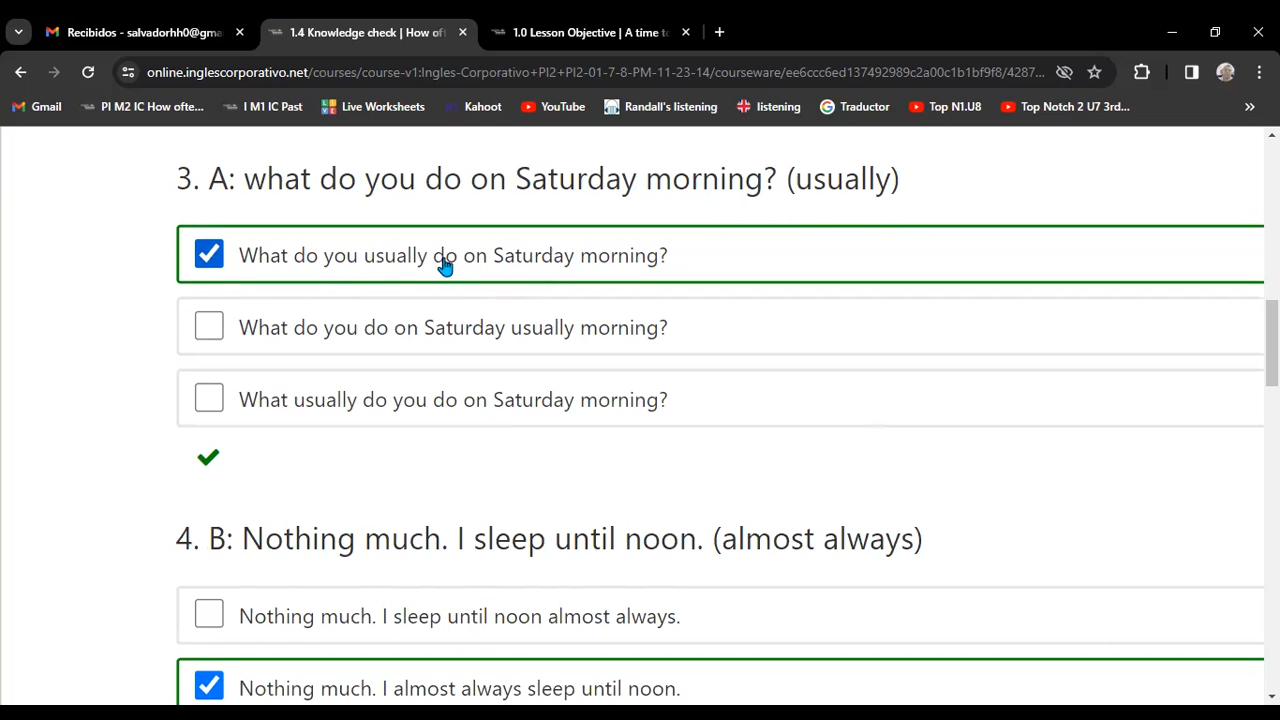 Recibidos - salvadorhh0@gma
1.4 Knowledge check | How of
1.0 Lesson Objective | A time to
online.inglescorporativo.net/courses/course-v1:Ingles-Corporativo+PI2+PI2-01-7-8-PM-11-23-14/courseware/ee6ccc6ed137492989c2a00c1b1bf9f8/4287...
Gmail
PI M2 IC How ofte...
I M1 IC Past
Live Worksheets
Kahoot
YouTube
Randall's listening
listening
Traductor
Top N1.U8
Top Notch 2 U7 3rd...
3. A: what do you do on Saturday morning? (usually)
What do you usually do on Saturday morning?
What do you do on Saturday usually morning?
What usually do you do on Saturday morning?
4. B: Nothing much. I sleep until noon. (almost always)
Nothing much. I sleep until noon almost always.
Nothing much. I almost always sleep until noon.